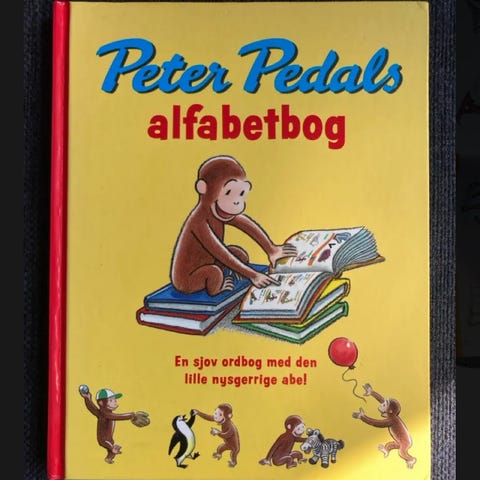 Peter Pedals
alfabetbog
En sjov ordbog med den
lille nysgerrige abe!